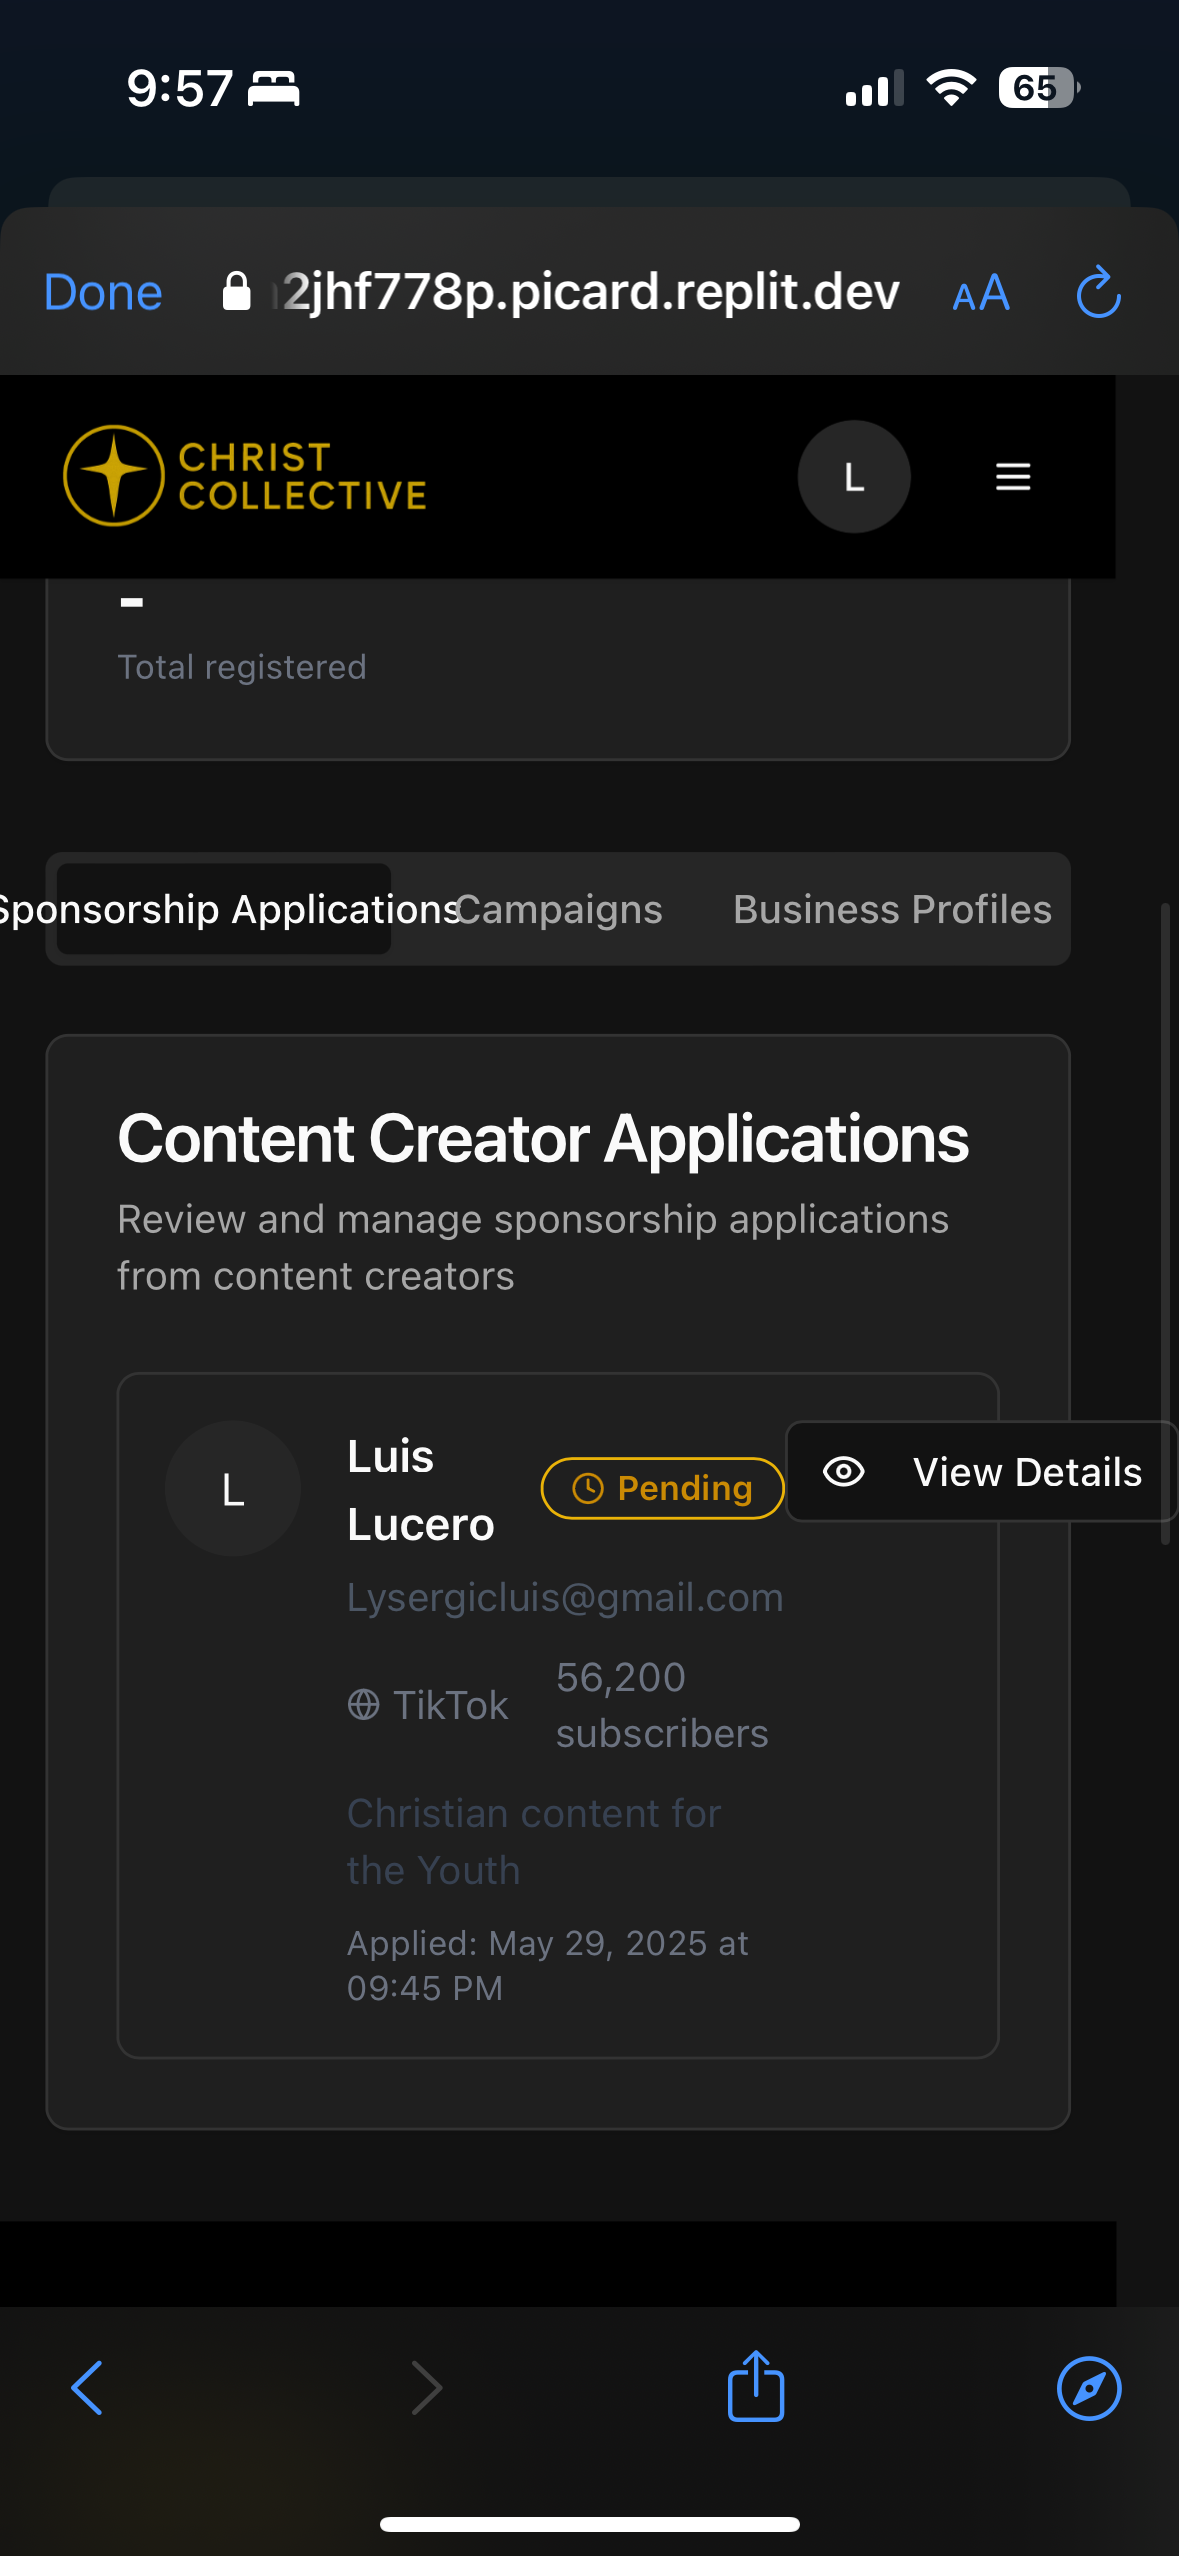 9:57
65
Done
2jhf778p.picard.replit.dev
AA
CHRIST
COLLECTIVE
L
-
Total registered
Sponsorship Applications
Campaigns
Business Profiles
Content Creator Applications
Review and manage sponsorship applications
from content creators
L
Luis
Lucero
Pending
View Details
Lysergicluis@gmail.com
TikTok
56,200
subscribers
Christian content for
the Youth
Applied: May 29, 2025 at
09:45 PM